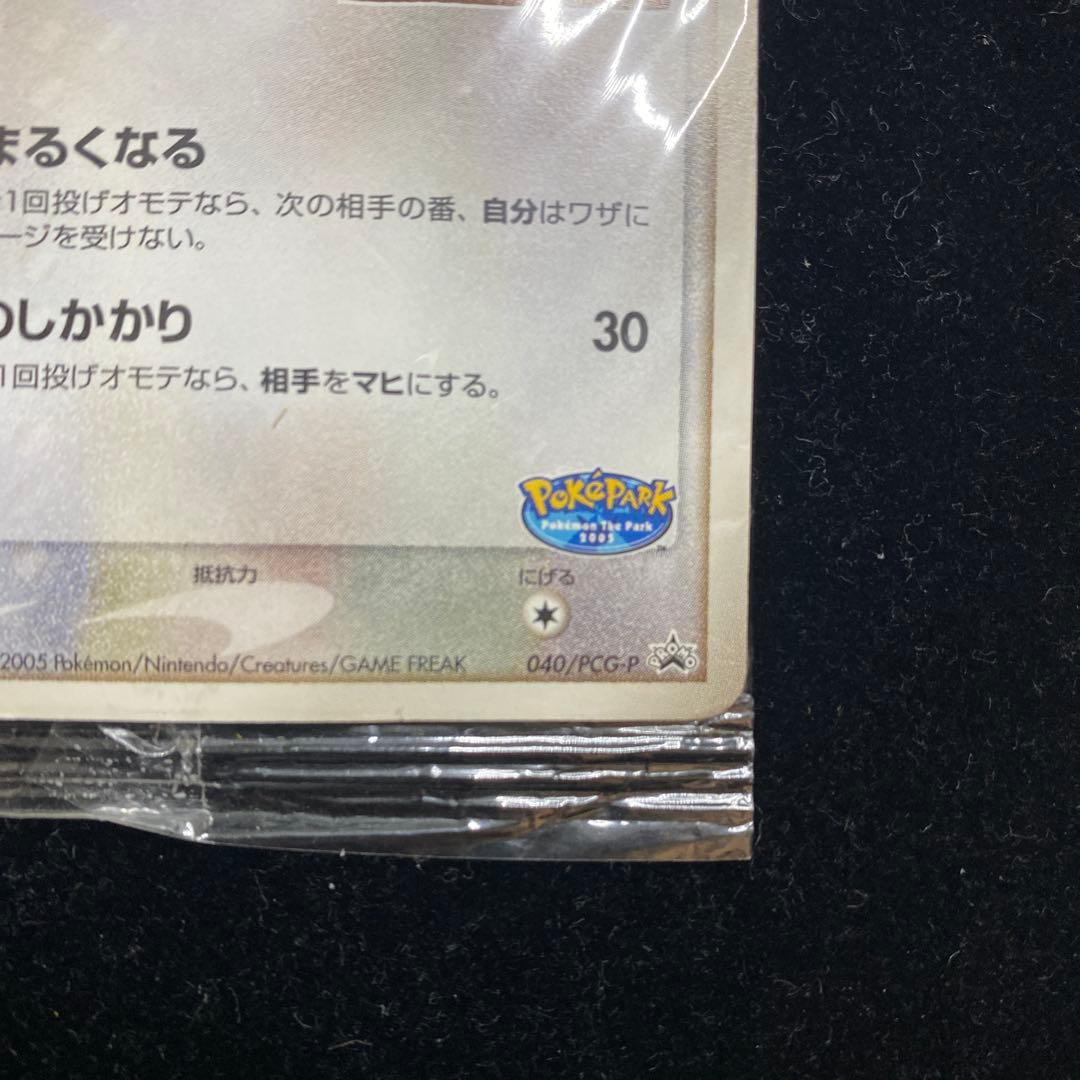 まるくなる
1回投げオモテなら、次の相手の番、自分はワザに
ージを受けない。
のしかかり 30
1回投げオモテなら、相手をマヒにする。
POKéPARK
Pokémon The Park
2005
TM
抵抗力 にげる
2005 Pokémon/Nintendo/Creatures/GAME FREAK 040/PCG-P PROMO